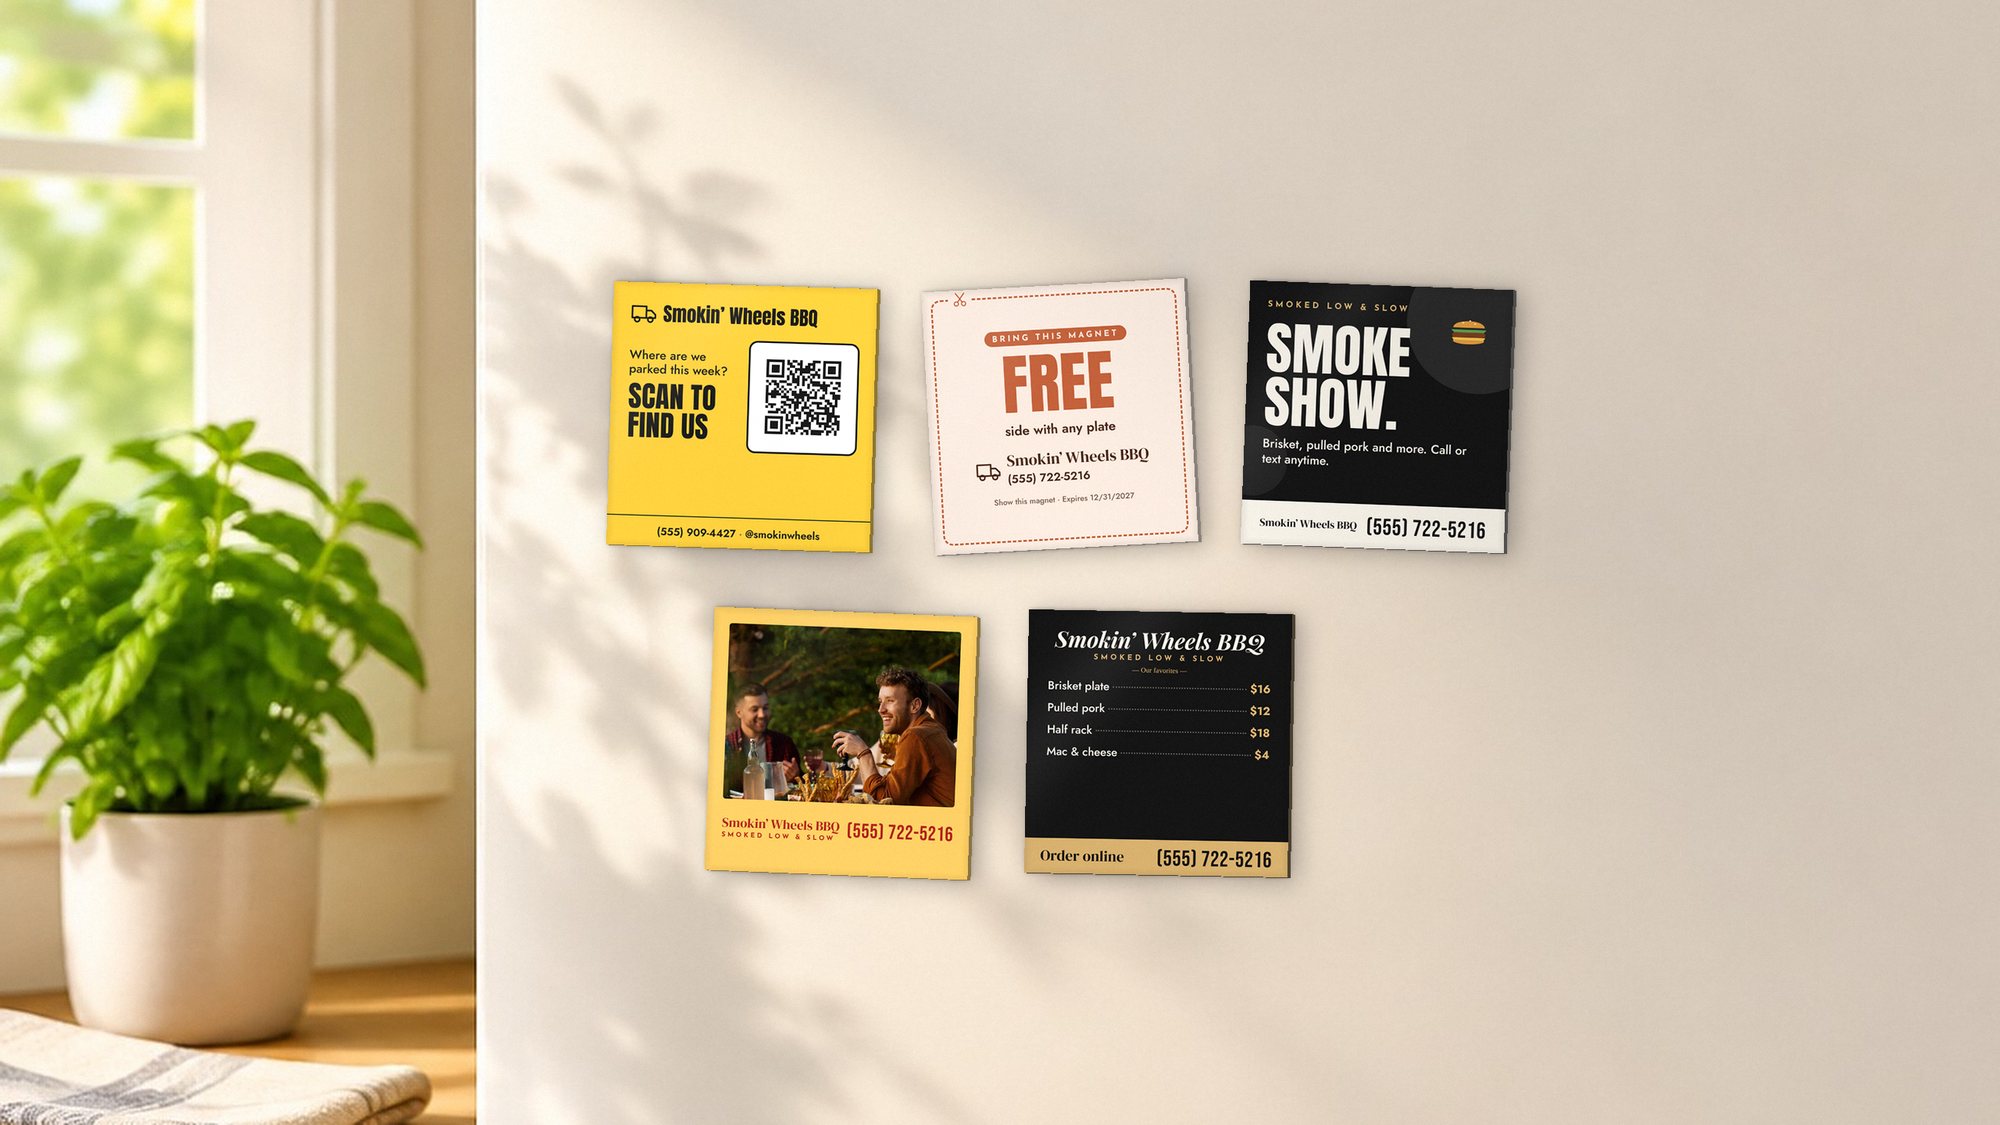 Smokin' Wheels BBQ
Where are we
parked this week?
SCAN TO
FIND US
(555) 909-4427 · @smokinwheels
BRING THIS MAGNET
FREE
side with any plate
Smokin' Wheels BBQ
(555) 722-5216
Show this magnet · Expires 12/31/2027
SMOKED LOW & SLOW
SMOKE
SHOW.
Brisket, pulled pork and more. Call or
text anytime.
Smokin' Wheels BBQ (555) 722-5216
Smokin' Wheels BBQ
SMOKED LOW & SLOW
(555) 722-5216
Smokin' Wheels BBQ
SMOKED LOW & SLOW
— Our favorites —
Brisket plate $16
Pulled pork $12
Half rack $18
Mac & cheese $4
Order online (555) 722-5216